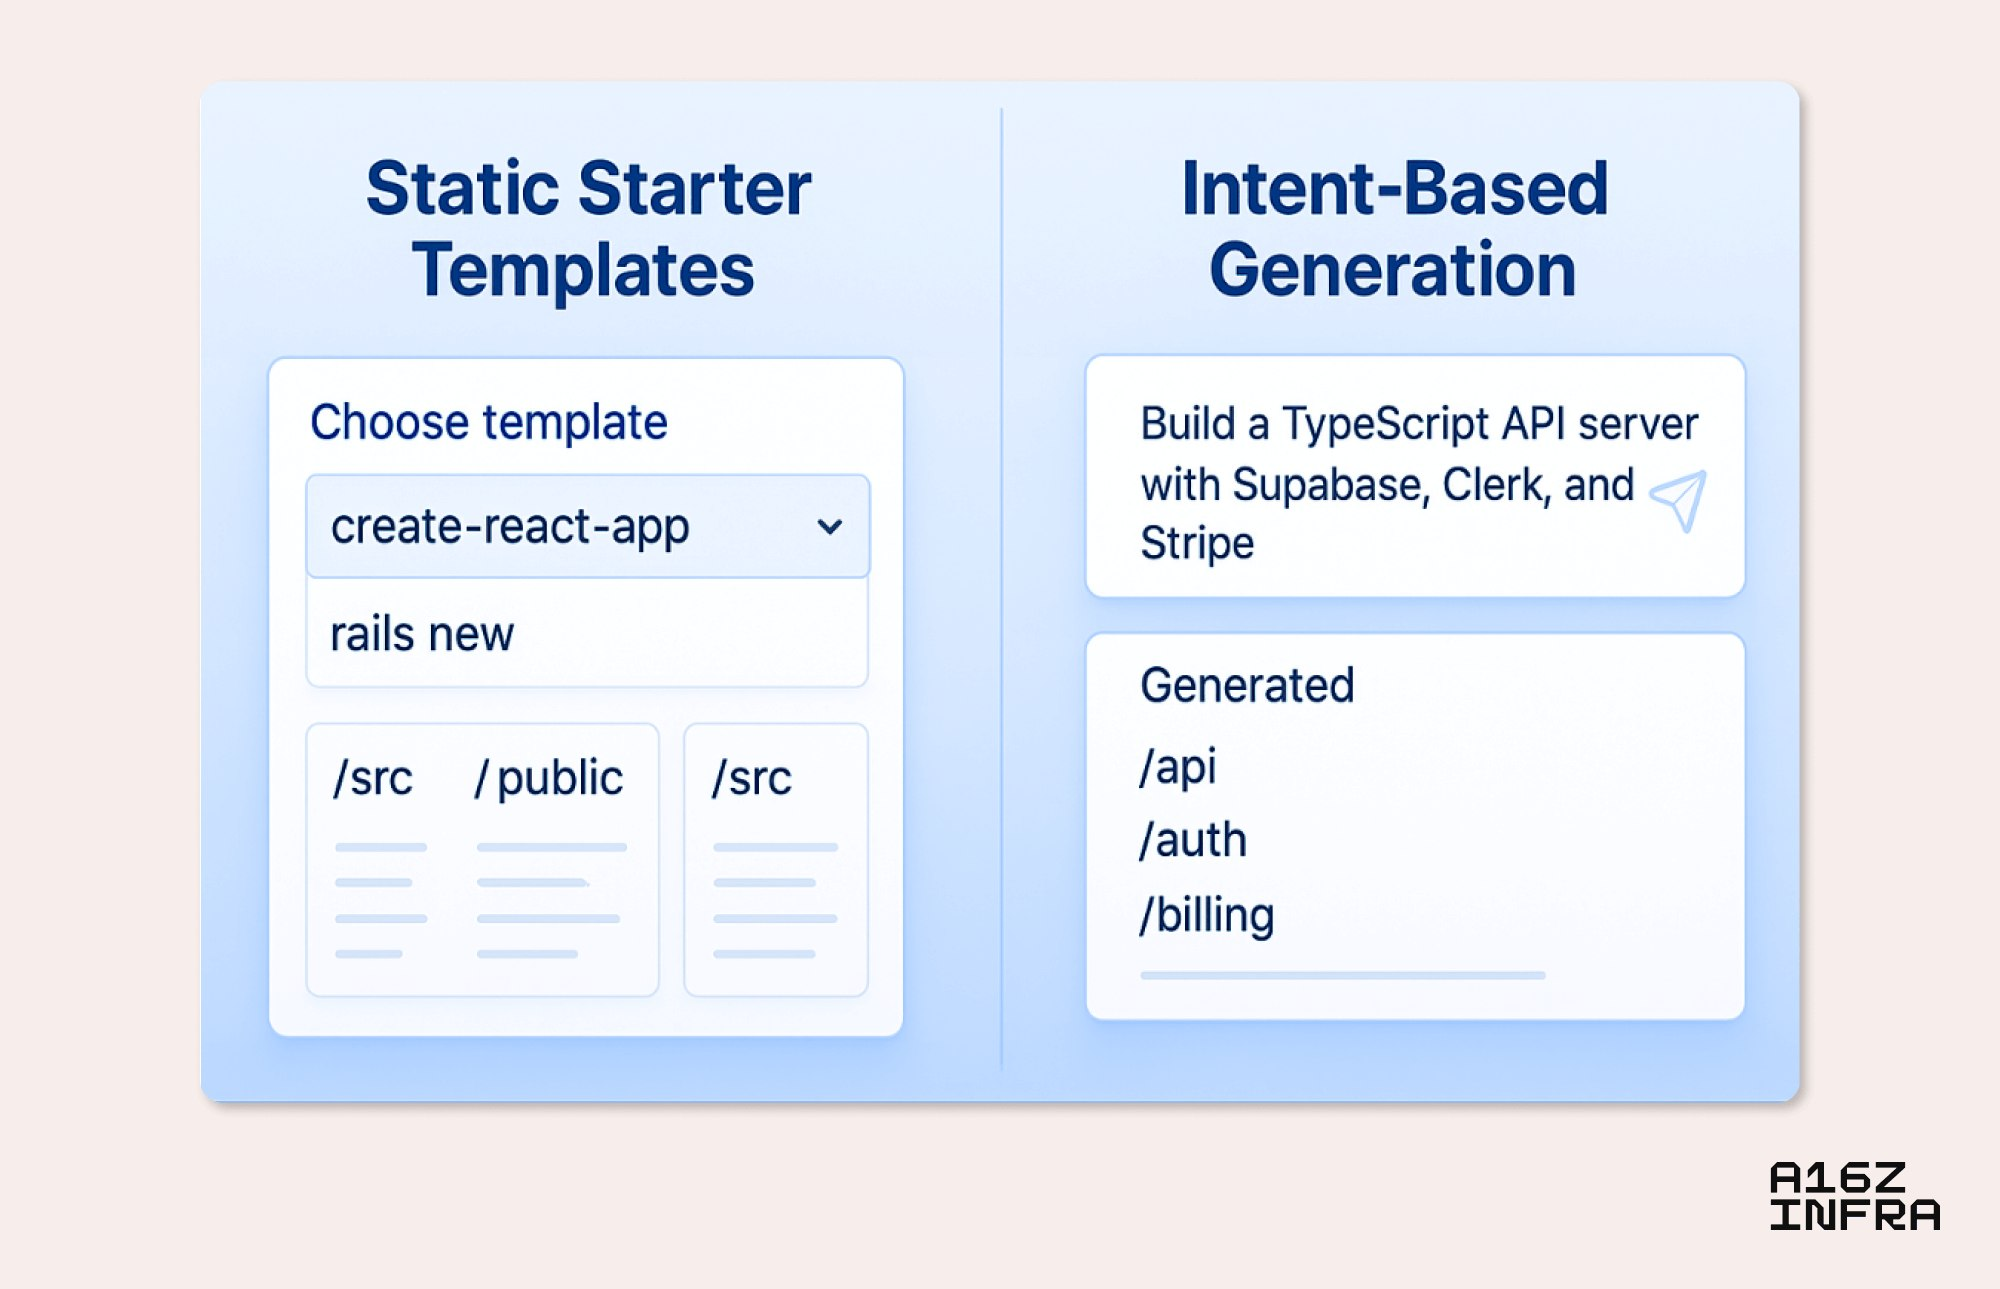 Static Starter
Templates
Choose template
create-react-app
rails new
/src
/public
/src
Intent-Based
Generation
Build a TypeScript API server
with Supabase, Clerk, and
Stripe
Generated
/api
/auth
/billing
A16Z
INFRA